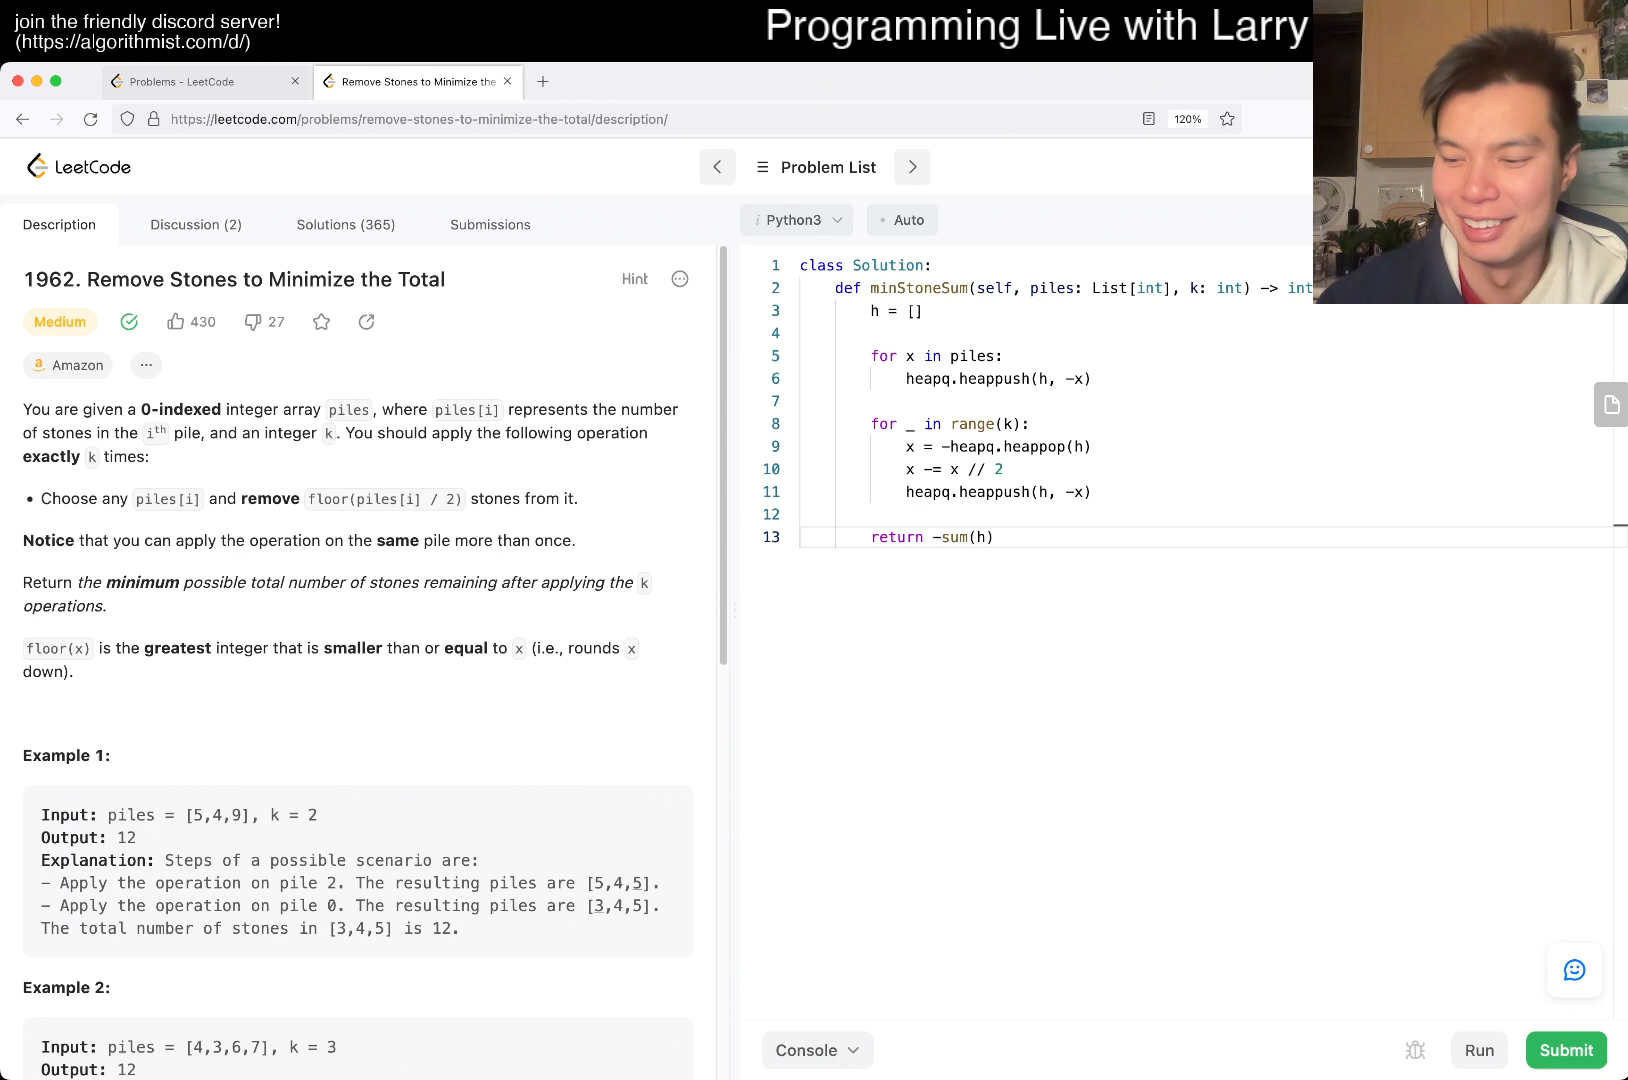 join the friendly discord server!
(https://algorithmist.com/d/)
Programming Live with Larry
Problems - LeetCode
Remove Stones to Minimize the
https://leetcode.com/problems/remove-stones-to-minimize-the-total/description/
120%
LeetCode
Problem List
Description
Discussion (2)
Solutions (365)
Submissions
i Python3
• Auto
1962. Remove Stones to Minimize the Total
Hint
Medium
430
27
Amazon
You are given a 0-indexed integer array piles, where piles[i] represents the number
of stones in the ith pile, and an integer k. You should apply the following operation
exactly k times:
• Choose any piles[i] and remove floor(piles[i] / 2) stones from it.
Notice that you can apply the operation on the same pile more than once.
Return the minimum possible total number of stones remaining after applying the k
operations.
floor(x) is the greatest integer that is smaller than or equal to x (i.e., rounds x
down).
Example 1:
Input: piles = [5,4,9], k = 2
Output: 12
Explanation: Steps of a possible scenario are:
- Apply the operation on pile 2. The resulting piles are [5,4,5].
- Apply the operation on pile 0. The resulting piles are [3,4,5].
The total number of stones in [3,4,5] is 12.
Example 2:
Input: piles = [4,3,6,7], k = 3
Output: 12
1 class Solution:
2 def minStoneSum(self, piles: List[int], k: int) -> int
3 h = []
4
5 for x in piles:
6 heapq.heappush(h, -x)
7
8 for _ in range(k):
9 x = -heapq.heappop(h)
10 x -= x // 2
11 heapq.heappush(h, -x)
12
13 return -sum(h)
Console
Run
Submit